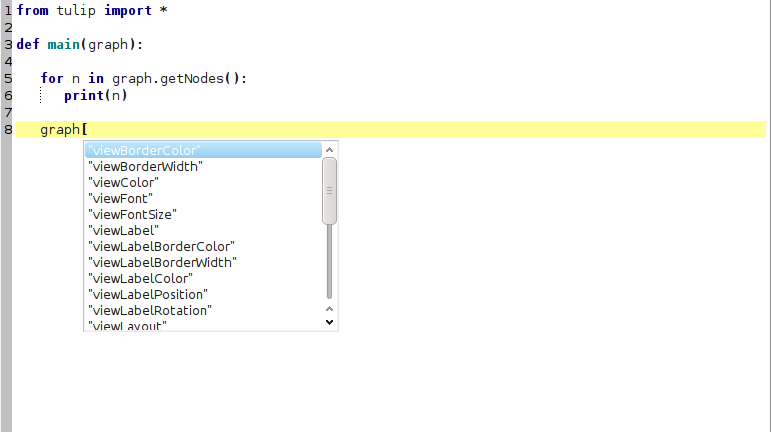 1 from tulip import *
2
3 def main(graph):
4
5    for n in graph.getNodes():
6       print(n)
7
8    graph[
"viewBorderColor"
"viewBorderWidth"
"viewColor"
"viewFont"
"viewFontSize"
"viewLabel"
"viewLabelBorderColor"
"viewLabelBorderWidth"
"viewLabelColor"
"viewLabelPosition"
"viewLabelRotation"
"viewLayout"